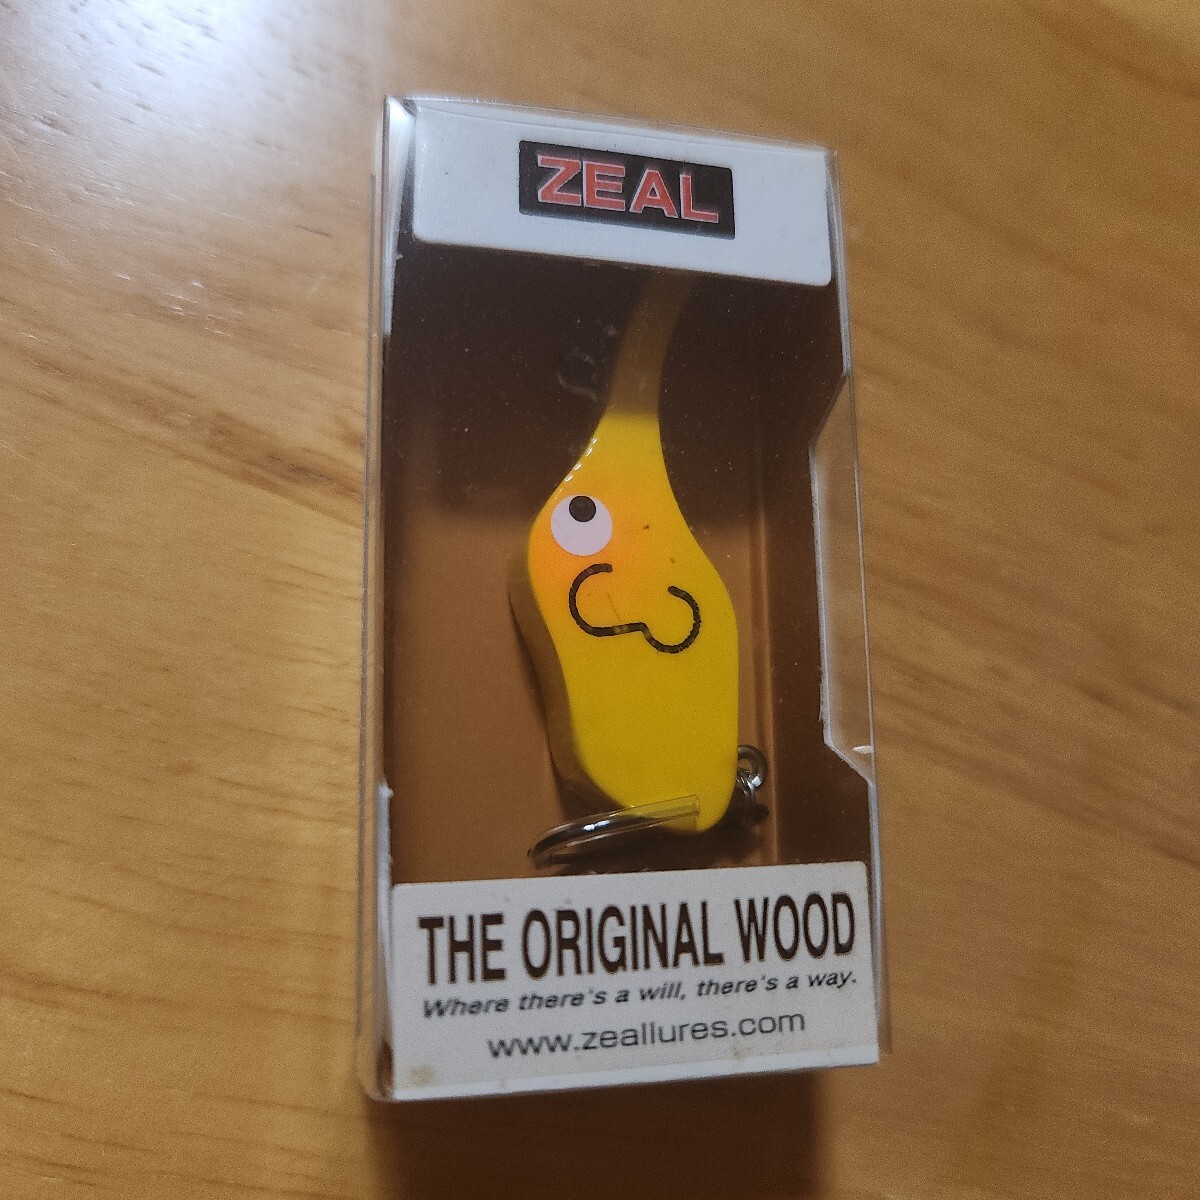 ZEAL
THE ORIGINAL WOOD
Where there's a will, there's a way.
www.zeallures.com